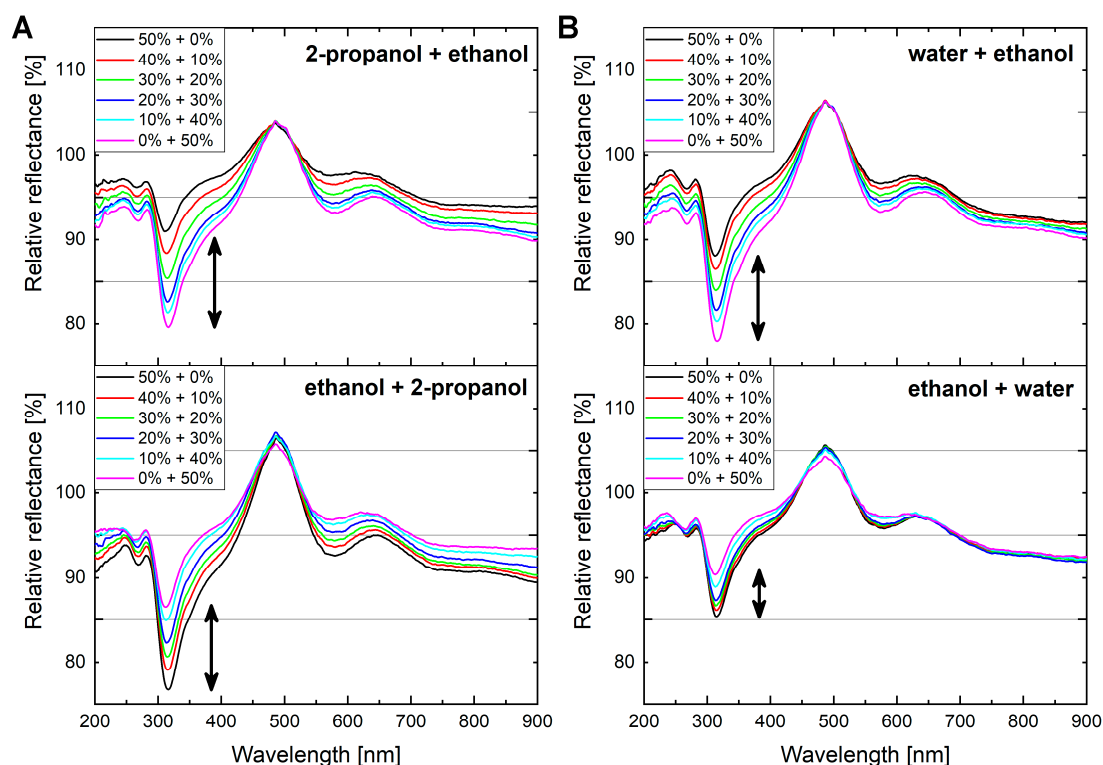 A
2-propanol + ethanol
50% + 0%
40% + 10%
30% + 20%
20% + 30%
10% + 40%
0% + 50%
Relative reflectance [%]
110
100
90
80
ethanol + 2-propanol
50% + 0%
40% + 10%
30% + 20%
20% + 30%
10% + 40%
0% + 50%
Relative reflectance [%]
110
100
90
80
200 300 400 500 600 700 800 900
Wavelength [nm]
B
water + ethanol
50% + 0%
40% + 10%
30% + 20%
20% + 30%
10% + 40%
0% + 50%
Relative reflectance [%]
110
100
90
80
ethanol + water
50% + 0%
40% + 10%
30% + 20%
20% + 30%
10% + 40%
0% + 50%
Relative reflectance [%]
110
100
90
80
200 300 400 500 600 700 800 900
Wavelength [nm]